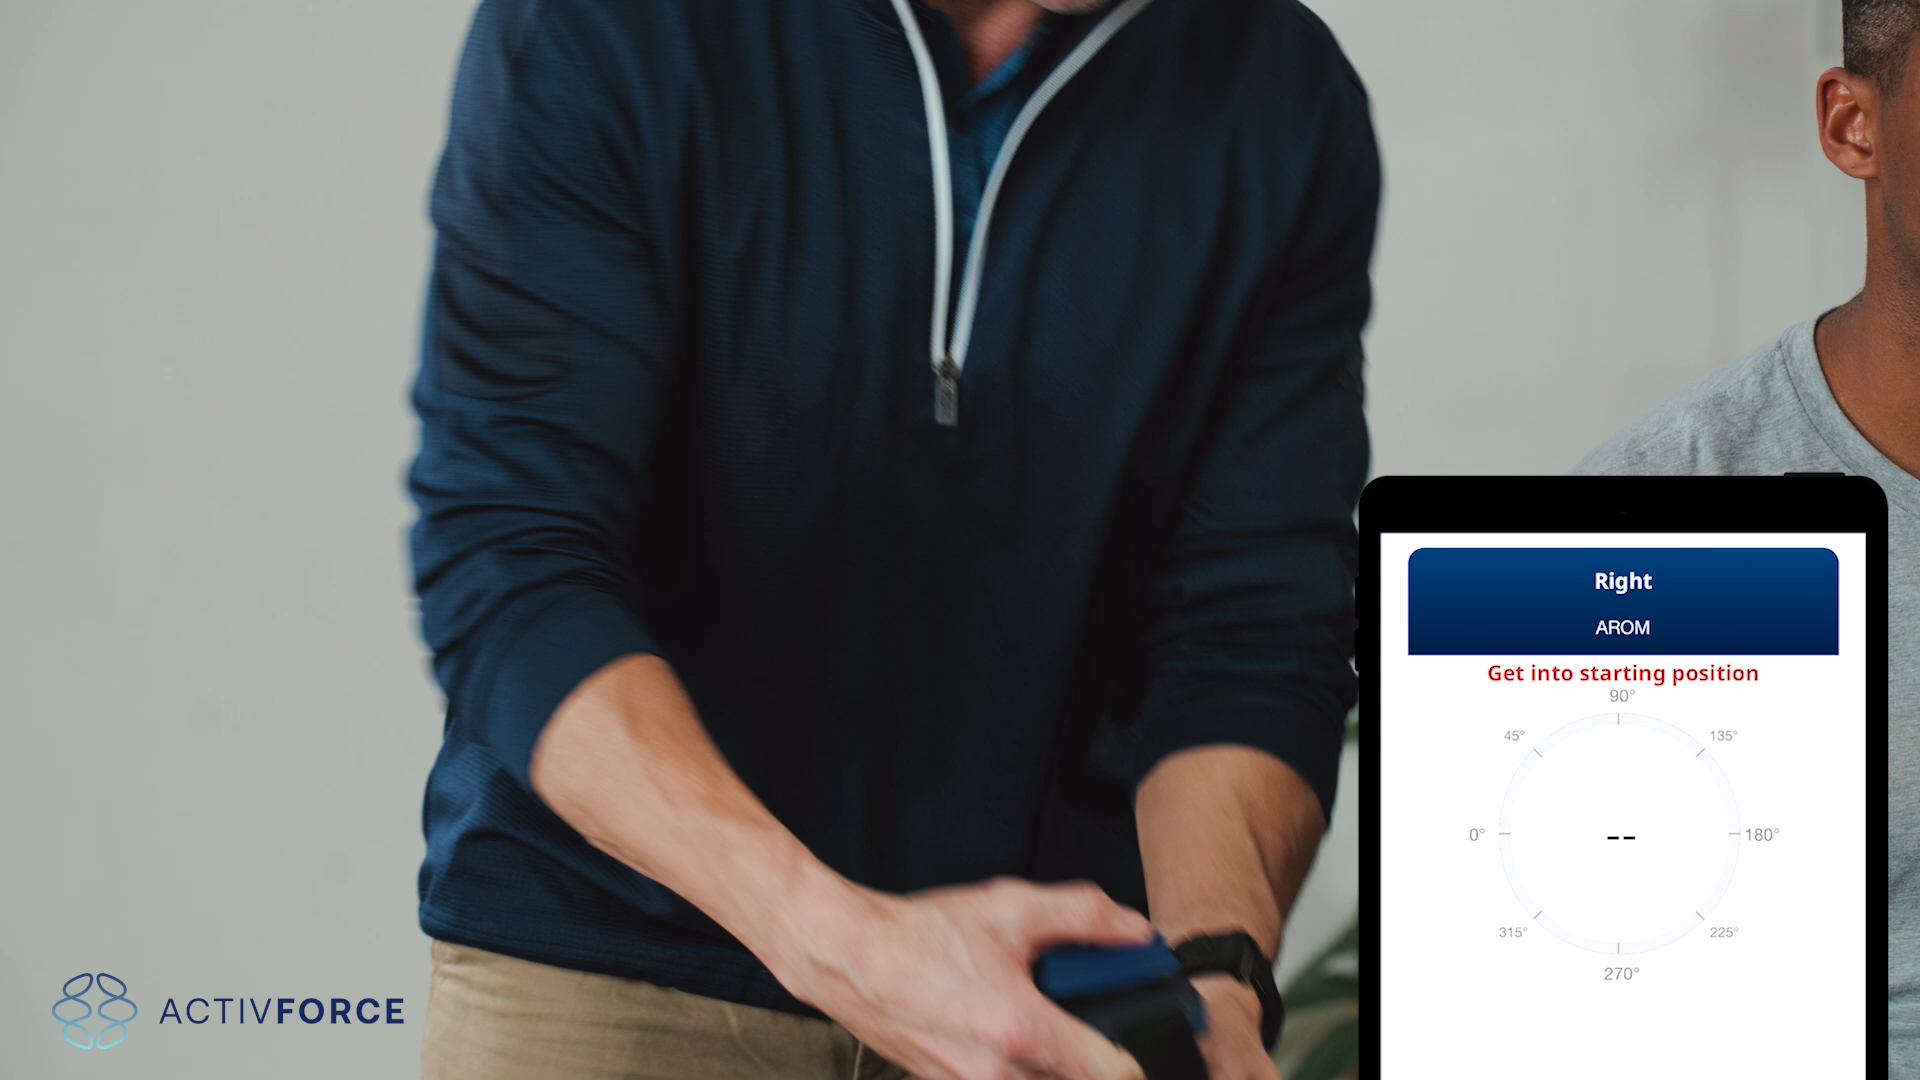 Right
AROM
Get into starting position
90°
45°
135°
0°
--
180°
315°
225°
270°
ACTIVFORCE